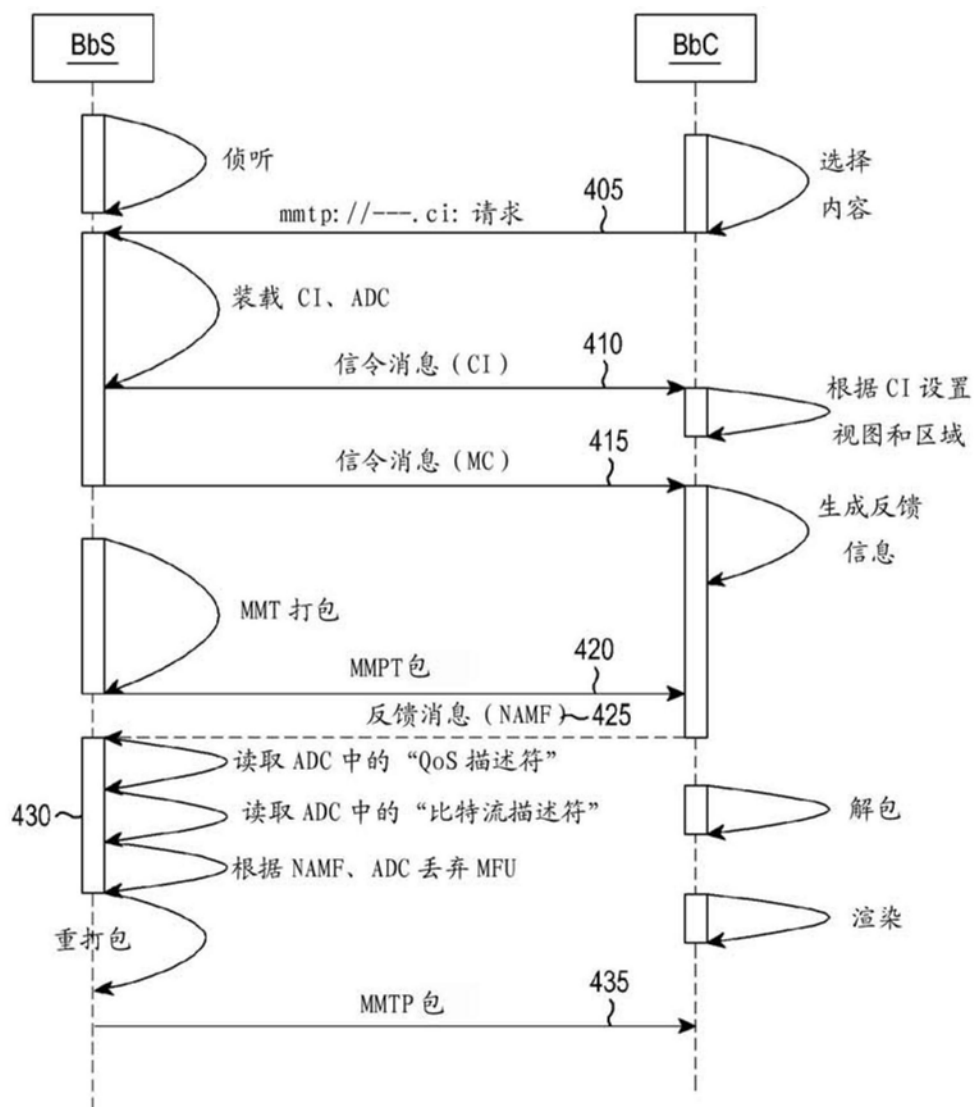 BbS
BbC
侦听
选择
内容
405
mmtp://---.ci: 请求
装载 CI、ADC
信令消息 (CI)
410
根据 CI 设置
视图和区域
信令消息 (MC)
415
生成反馈
信息
MMT 打包
MMPT 包
420
反馈消息 (NAMF)
425
读取 ADC 中的 “QoS 描述符”
430
读取 ADC 中的 “比特流描述符”
解包
根据 NAMF、ADC 丢弃 MFU
重打包
渲染
MMTP 包
435